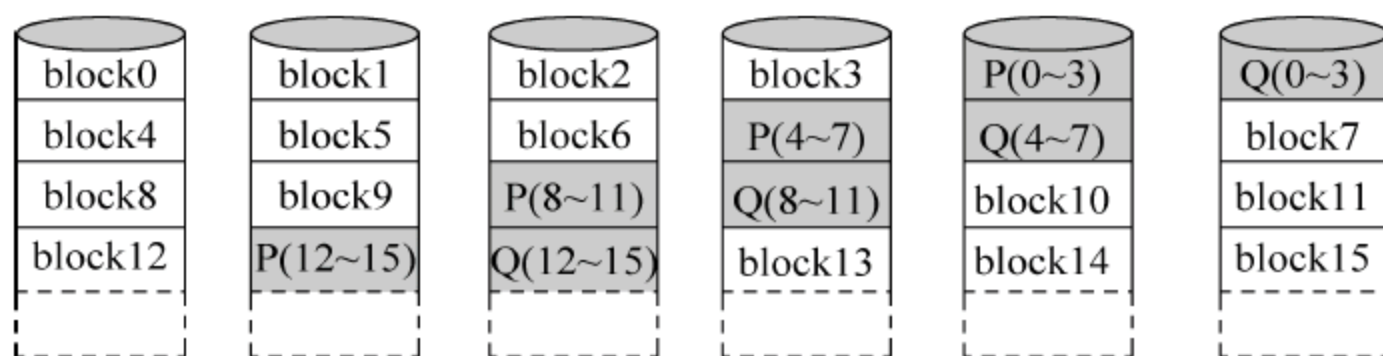 block0 block1 block2 block3 P(0~3) Q(0~3)
block4 block5 block6 P(4~7) Q(4~7) block7
block8 block9 P(8~11) Q(8~11) block10 block11
block12 P(12~15) Q(12~15) block13 block14 block15